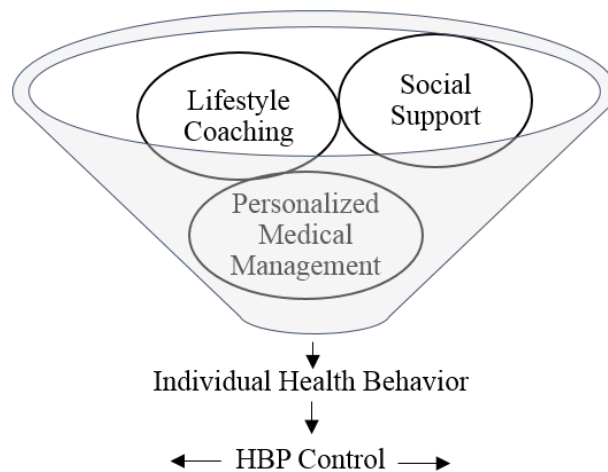 Lifestyle
Coaching
Social
Support
Personalized
Medical
Management
Individual Health Behavior
HBP Control